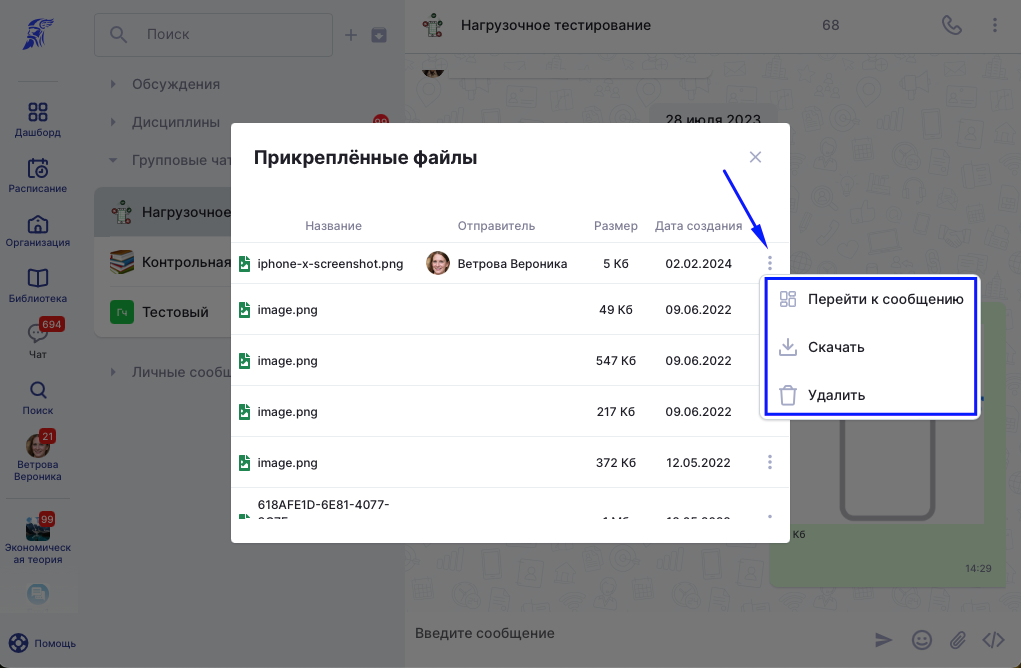 Поиск
Нагрузочное тестирование
68
Обсуждения
28 июля 2023
Дашборд
Дисциплины
99
Расписание
Групповые чат
Организация
Нагрузочное
Библиотека
Контрольная
694
Чат
Тестовый
Гч
Поиск
Личные сообщ
21
Ветрова
Вероника
99
Экономическ
ая теория
Помощь
Прикреплённые файлы
Название
Отправитель
Размер
Дата создания
iphone-x-screenshot.png
Ветрова Вероника
5 Кб
02.02.2024
image.png
49 Кб
09.06.2022
image.png
547 Кб
09.06.2022
image.png
217 Кб
09.06.2022
image.png
372 Кб
12.05.2022
618AFE1D-6E81-4077-
Перейти к сообщению
Скачать
Удалить
Кб
14:29
Введите сообщение